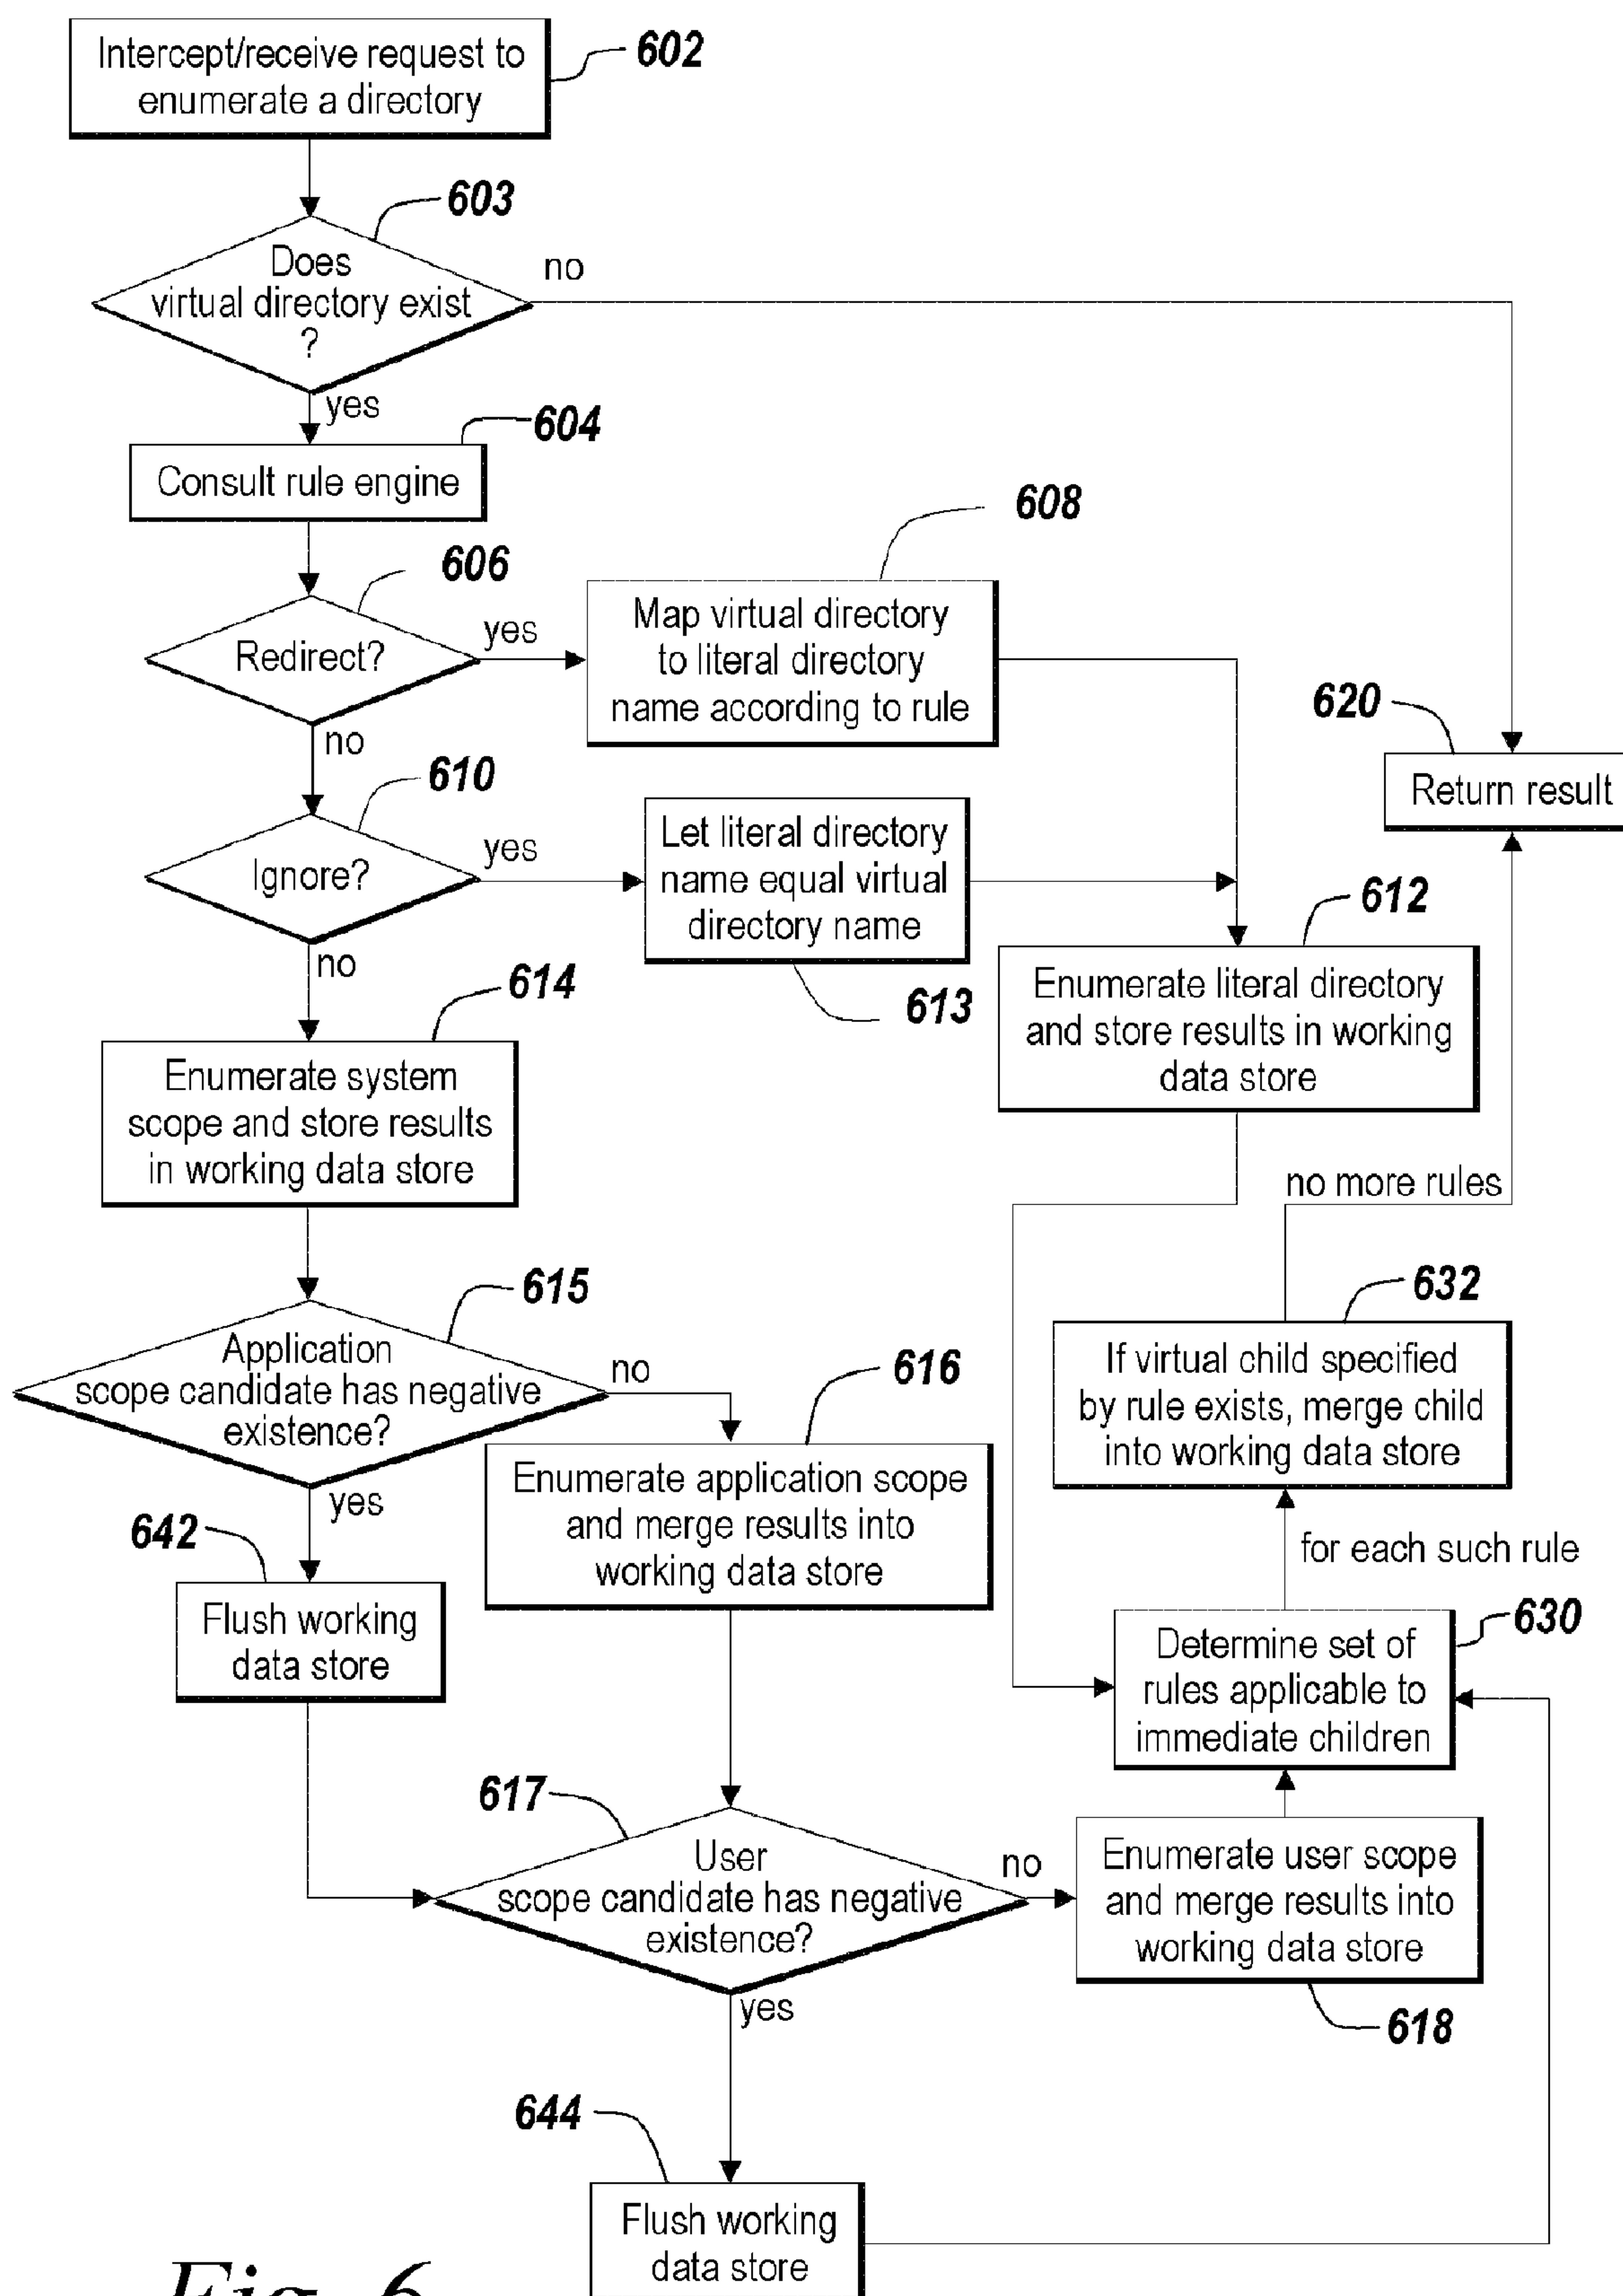 Intercept/receive request to
enumerate a directory
602
603
Does
virtual directory exist
?
no
yes
604
Consult rule engine
606
Redirect?
yes
no
608
Map virtual directory
to literal directory
name according to rule
620
Return result
610
Ignore?
yes
no
Let literal directory
name equal virtual
directory name
613
612
Enumerate literal directory
and store results in working
data store
614
Enumerate system
scope and store results
in working data store
no more rules
615
Application
scope candidate has negative
existence?
no
yes
616
Enumerate application scope
and merge results into
working data store
632
If virtual child specified
by rule exists, merge child
into working data store
for each such rule
642
Flush working
data store
630
Determine set of
rules applicable to
immediate children
617
User
scope candidate has negative
existence?
no
yes
Enumerate user scope
and merge results into
working data store
618
644
Flush working
data store
Fig. 6